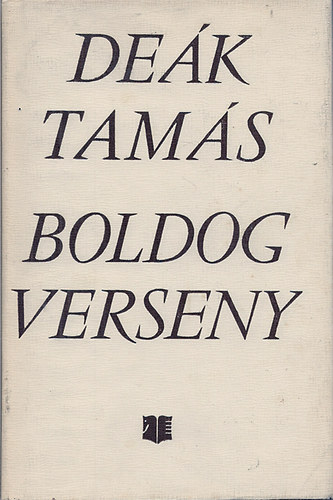 DEÁK
TAMÁS
BOLDOG
VERSENY